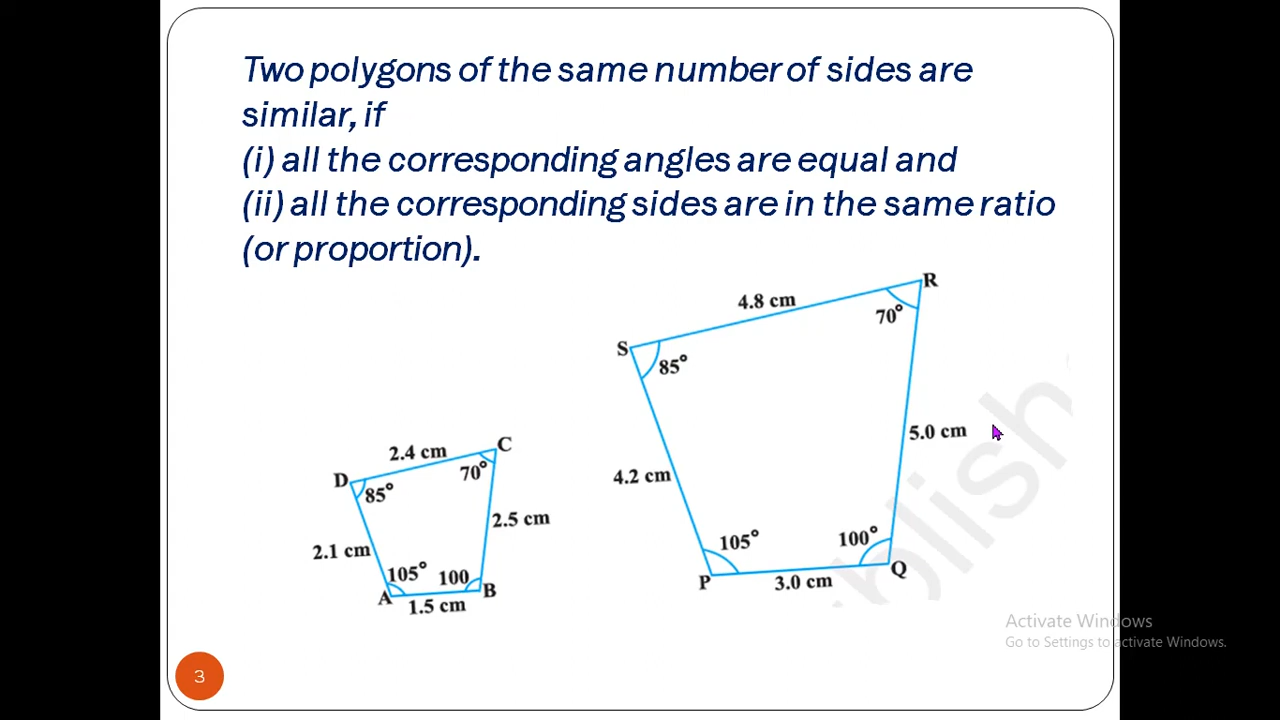 Two polygons of the same number of sides are
similar, if
(i) all the corresponding angles are equal and
(ii) all the corresponding sides are in the same ratio
(or proportion).
R
4.8 cm
70°
S
85°
5.0 cm
4.2 cm
105°
100°
P
3.0 cm
Q
C
2.4 cm
70°
D
85°
2.5 cm
2.1 cm
105°
100
A
1.5 cm
B
blish
Activate Windows
Go to Settings to activate Windows.
3